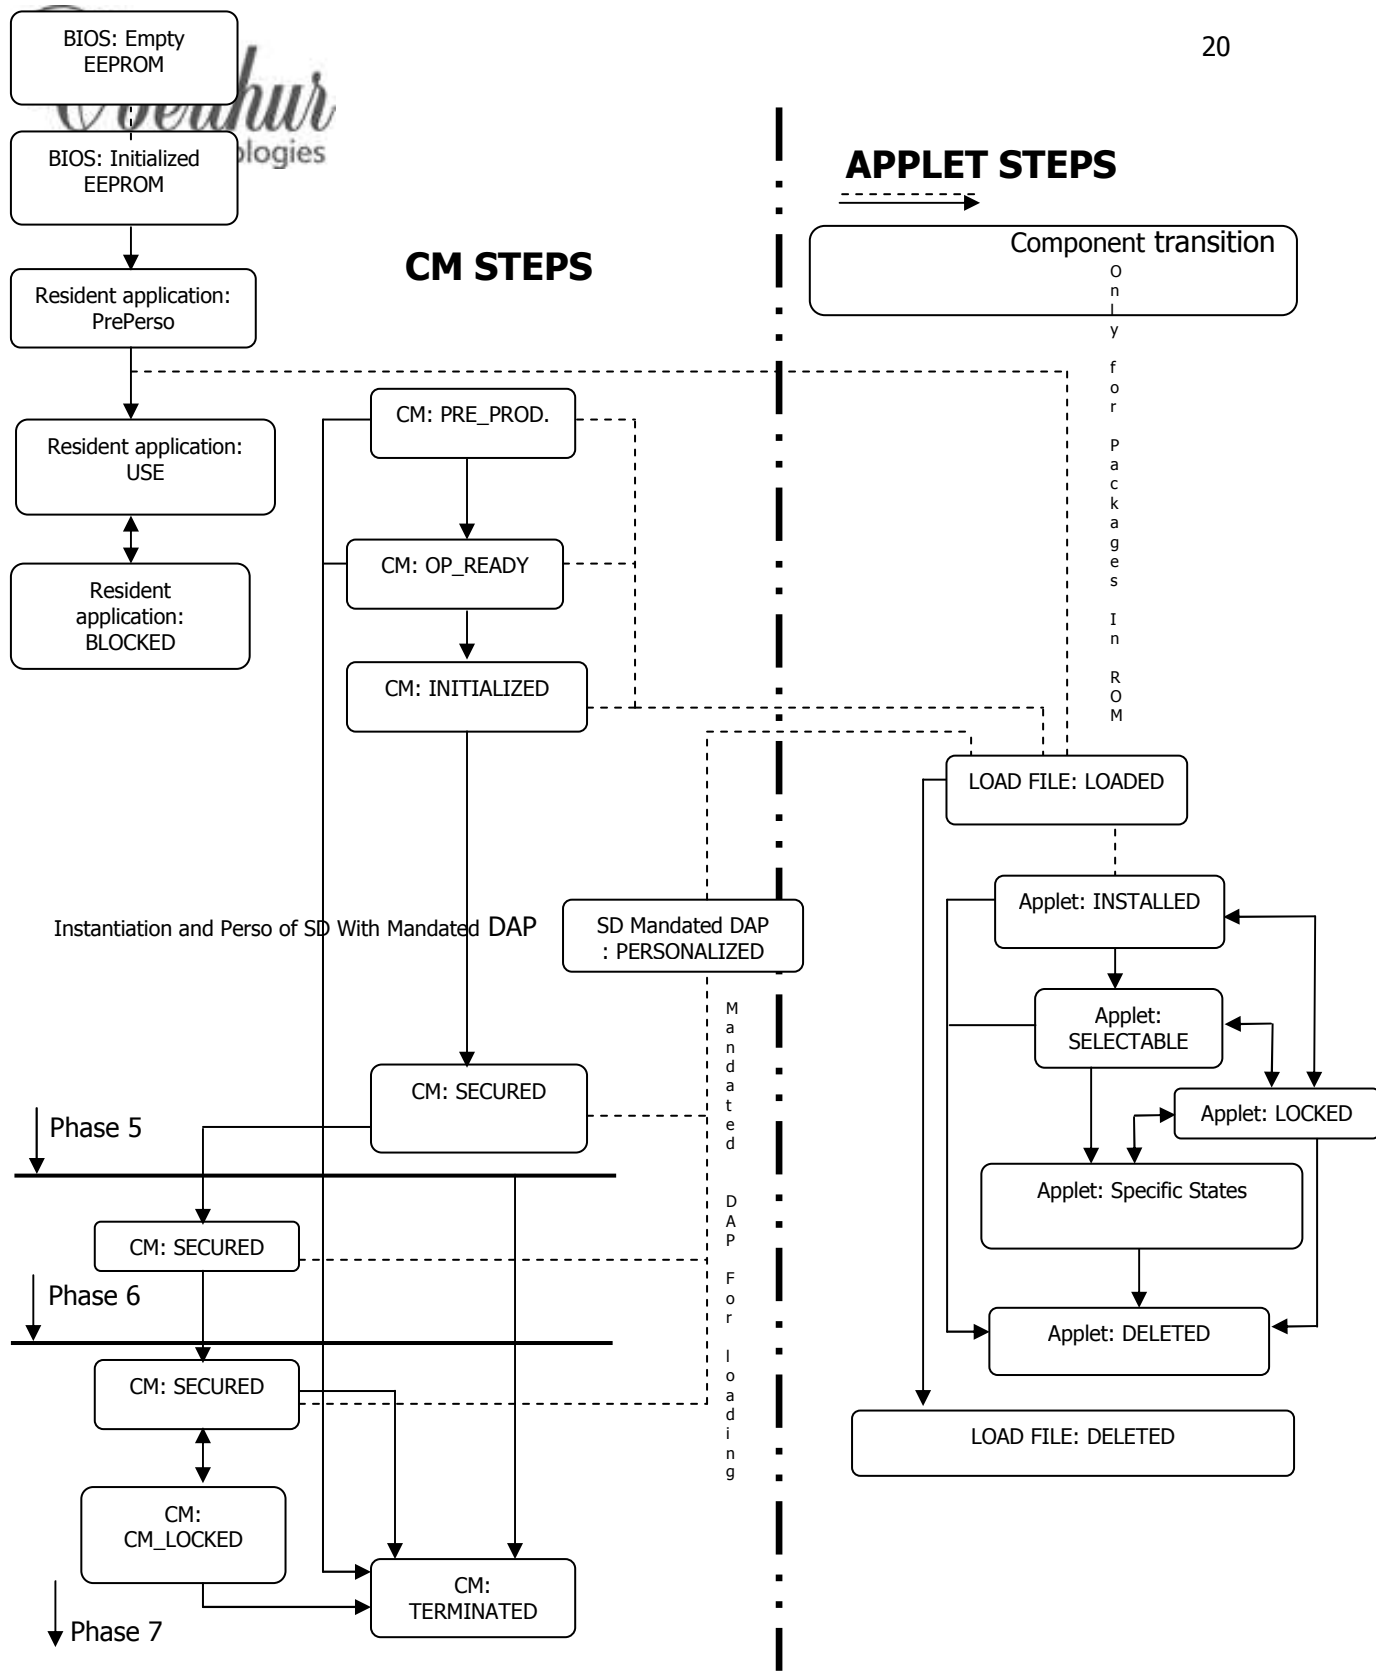 20
BIOS: Empty
EEPROM
BIOS: Initialized
EEPROM
ologies
APPLET STEPS
Component transition
Only for Packages In ROM
CM STEPS
Resident application:
PrePerso
Resident application:
USE
Resident
application:
BLOCKED
CM: PRE_PROD.
CM: OP_READY
CM: INITIALIZED
LOAD FILE: LOADED
Applet: INSTALLED
Instantiation and Perso of SD With Mandated DAP
SD Mandated DAP
: PERSONALIZED
Mandated DAP For loading
Applet:
SELECTABLE
CM: SECURED
Applet: LOCKED
Phase 5
Applet: Specific States
CM: SECURED
Phase 6
Applet: DELETED
CM: SECURED
LOAD FILE: DELETED
CM:
CM_LOCKED
CM:
TERMINATED
Phase 7